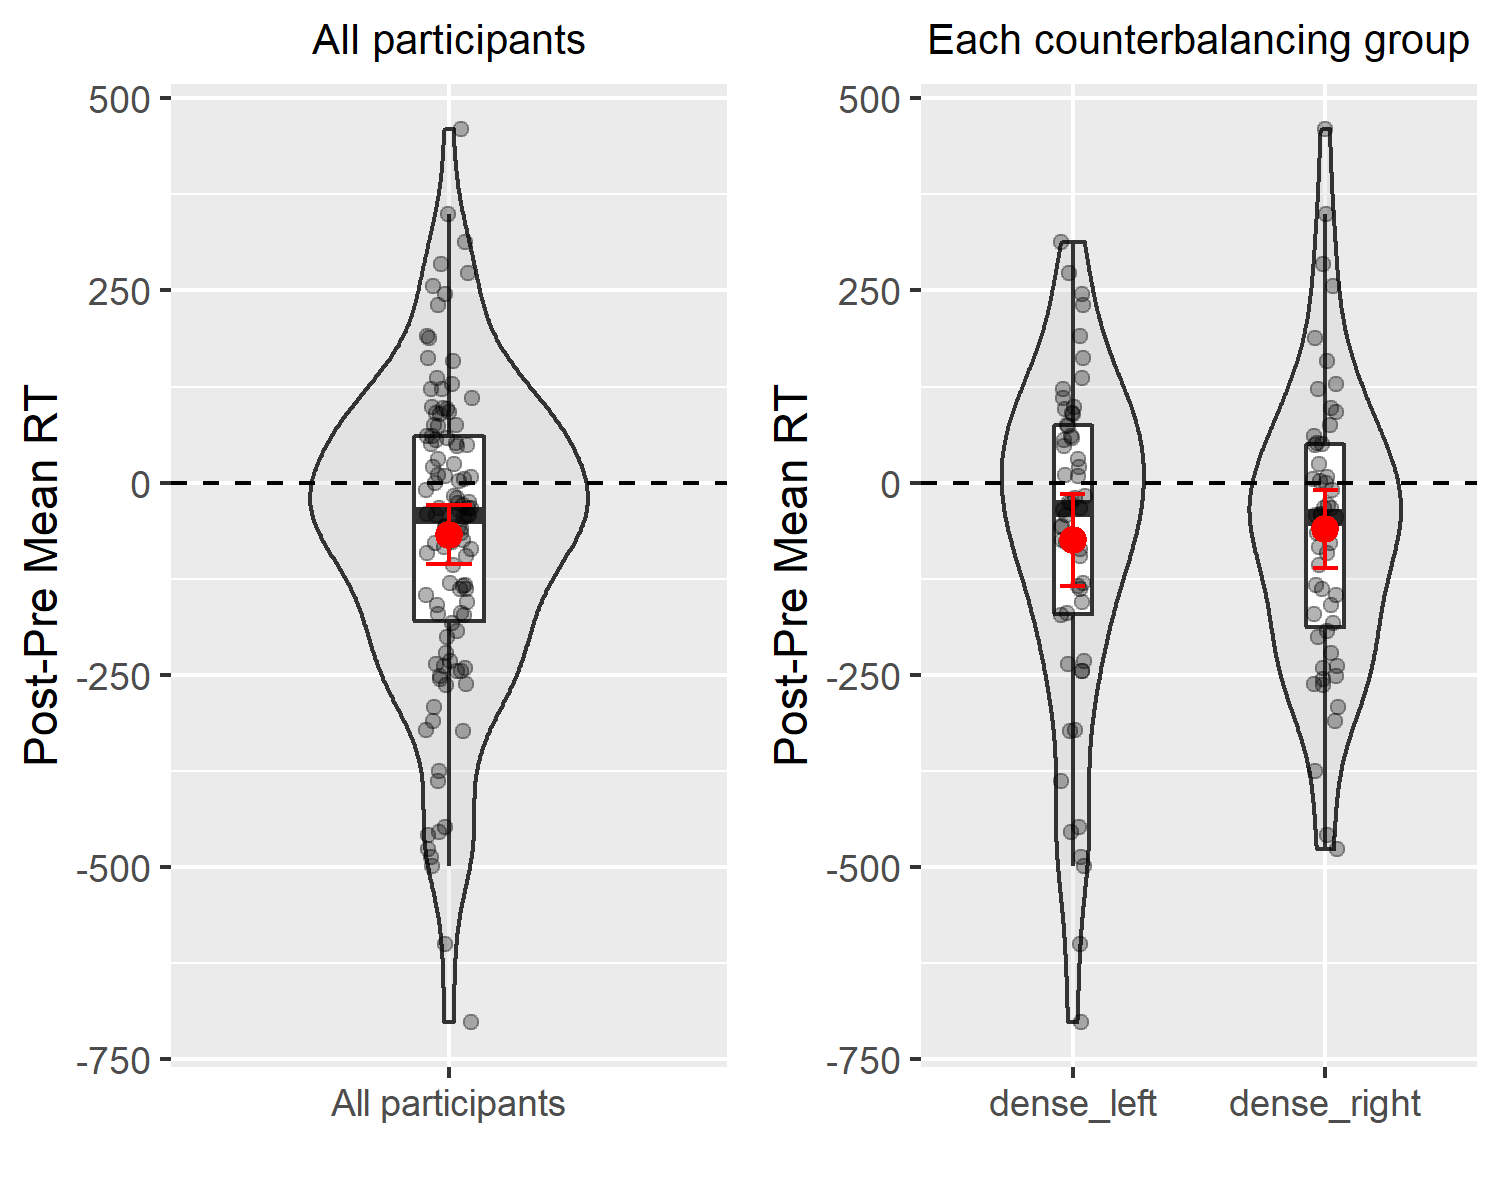 All participants
Post-Pre Mean RT
500
250
0
-250
-500
-750
All participants
Each counterbalancing group
Post-Pre Mean RT
500
250
0
-250
-500
-750
dense_left
dense_right